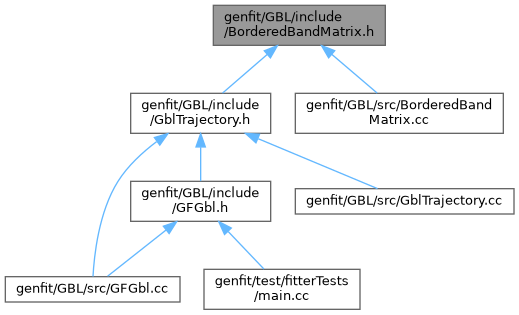 genfit/GBL/include
/BorderedBandMatrix.h
genfit/GBL/include
/GblTrajectory.h
genfit/GBL/src/BorderedBand
Matrix.cc
genfit/GBL/include
/GFGbl.h
genfit/GBL/src/GblTrajectory.cc
genfit/GBL/src/GFGbl.cc
genfit/test/fitterTests
/main.cc